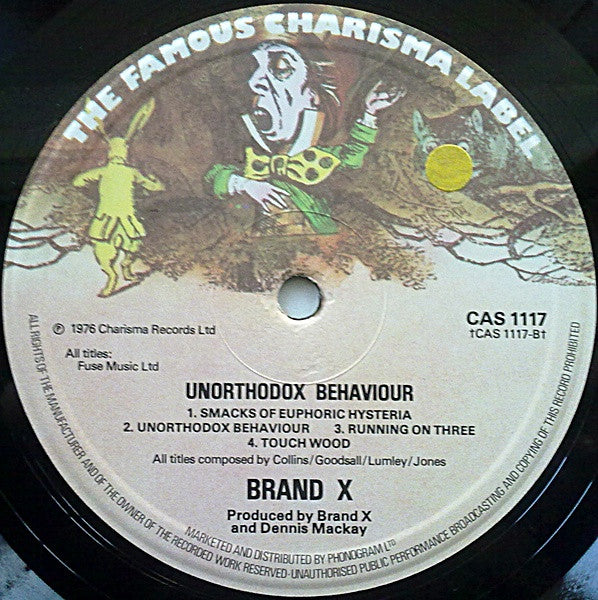 THE FAMOUS CHARISMA LABEL
℗ 1976 Charisma Records Ltd
CAS 1117
†CAS 1117-B†
All titles:
Fuse Music Ltd
UNORTHODOX BEHAVIOUR
1. SMACKS OF EUPHORIC HYSTERIA
2. UNORTHODOX BEHAVIOUR 3. RUNNING ON THREE
4. TOUCH WOOD
All titles composed by Collins/Goodsall/Lumley/Jones
BRAND X
Produced by Brand X
and Dennis Mackay
MARKETED AND DISTRIBUTED BY PHONOGRAM LTD
ALL RIGHTS OF THE MANUFACTURER AND OF THE OWNER OF THE RECORDED WORK RESERVED·UNAUTHORISED PUBLIC PERFORMANCE BROADCASTING AND COPYING OF THIS RECORD PROHIBITED